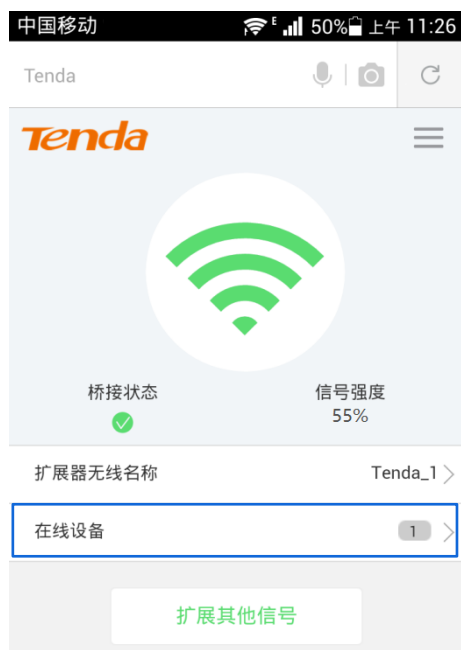 中国移动 E 50% 上午 11:26
Tenda
Tenda
桥接状态 信号强度
55%
扩展器无线名称 Tenda_1
在线设备 1
扩展其他信号